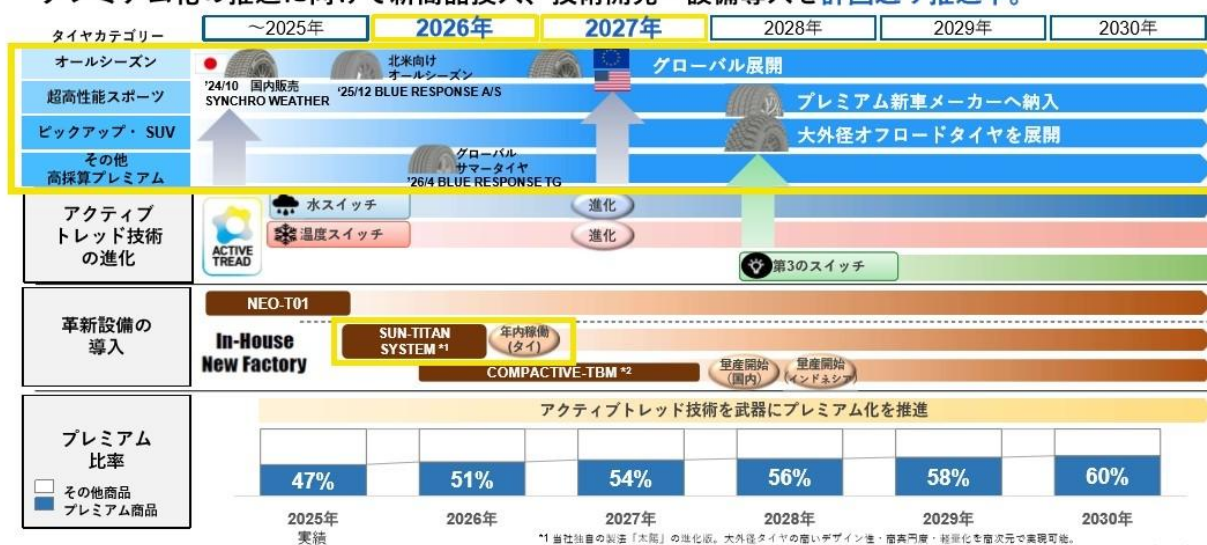 プレミアム化の推進に向けて新商品投入、技術開発・設備導入を計画通り推進中。
タイヤカテゴリー
～2025年
2026年
2027年
2028年
2029年
2030年
オールシーズン
超高性能スポーツ
ピックアップ・SUV
その他
高採算プレミアム
'24/10 国内販売
SYNCHRO WEATHER
北米向け
オールシーズン
'25/12 BLUE RESPONSE A/S
グローバル展開
プレミアム新車メーカーへ納入
大外径オフロードタイヤを展開
グローバル
サマータイヤ
'26/4 BLUE RESPONSE TG
アクティブ
トレッド技術
の進化
ACTIVE
TREAD
水スイッチ
進化
温度スイッチ
進化
第3のスイッチ
革新設備の
導入
NEO-T01
In-House
New Factory
SUN-TITAN
SYSTEM *1
年内稼働
(タイ)
COMPACTIVE-TBM *2
量産開始
(国内)
量産開始
(インドネシア)
プレミアム
比率
その他商品
プレミアム商品
アクティブトレッド技術を武器にプレミアム化を推進
47%
51%
54%
56%
58%
60%
2025年
実績
2026年
2027年
2028年
2029年
2030年
*1 当社独自の製法「太陽」の進化版。大外径タイヤの高いデザイン性・高真円度・軽量化を高次元で実現可能。